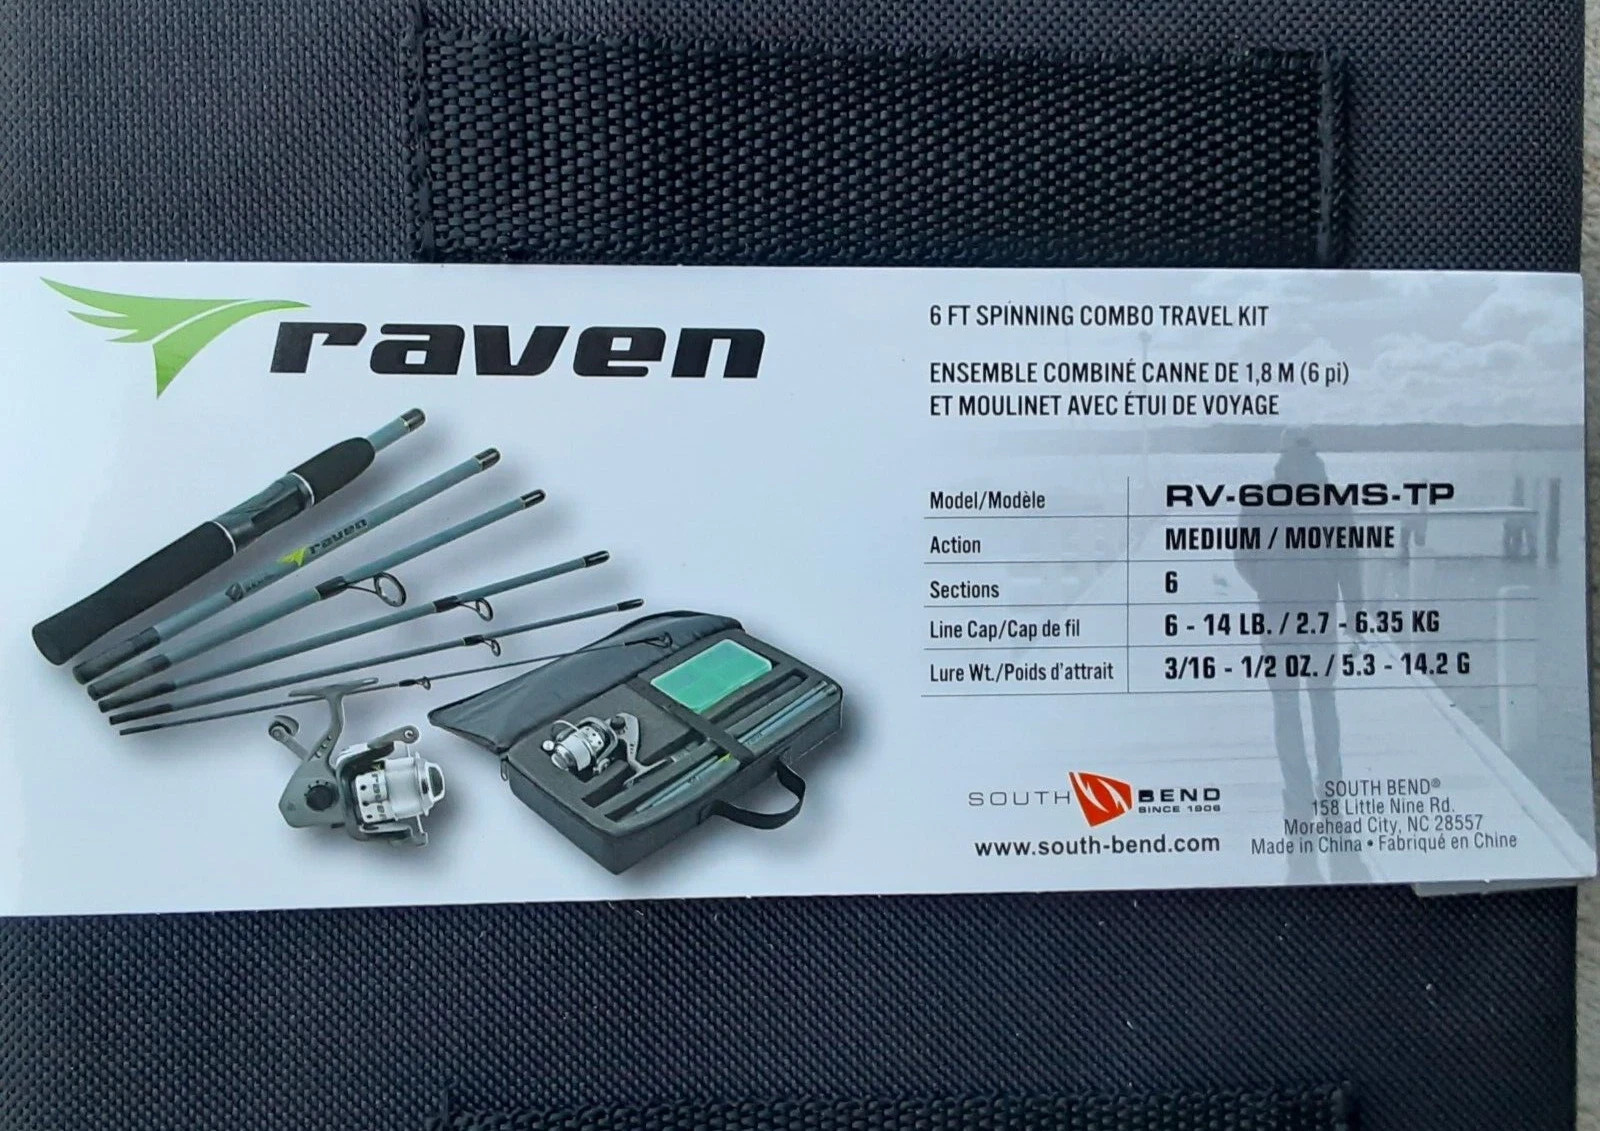 raven
6 FT SPINNING COMBO TRAVEL KIT
ENSEMBLE COMBINÉ CANNE DE 1,8 M (6 pi)
ET MOULINET AVEC ÉTUI DE VOYAGE
Model/Modèle RV-606MS-TP
Action MEDIUM / MOYENNE
Sections 6
Line Cap/Cap de fil 6 - 14 LB. / 2.7 - 6.35 KG
Lure Wt./Poids d'attrait 3/16 - 1/2 OZ. / 5.3 - 14.2 G
raven
raven
SOUTH BEND
SINCE 1906
www.south-bend.com
SOUTH BEND®
158 Little Nine Rd.
Morehead City, NC 28557
Made in China • Fabriqué en Chine